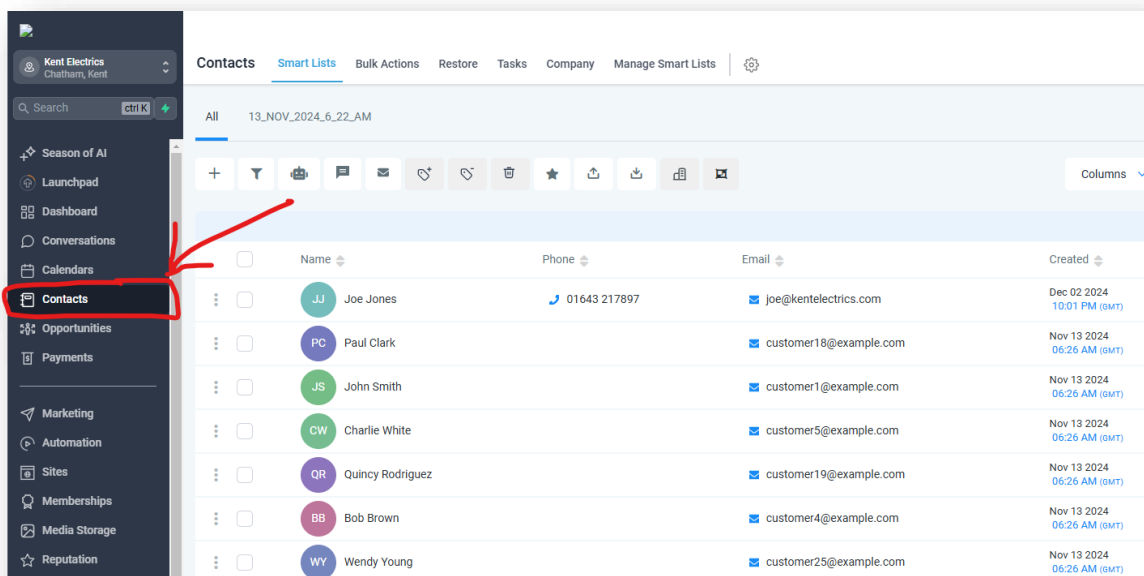 Kent Electrics
Chatham, Kent
Search
ctrl K
Season of AI
Launchpad
Dashboard
Conversations
Calendars
Contacts
Opportunities
Payments
Marketing
Automation
Sites
Memberships
Media Storage
Reputation
Contacts Smart Lists Bulk Actions Restore Tasks Company Manage Smart Lists
All 13_NOV_2024_6_22_AM
Columns
Name Phone Email Created
JJ Joe Jones 01643 217897 joe@kentelectrics.com Dec 02 2024
10:01 PM (GMT)
PC Paul Clark customer18@example.com Nov 13 2024
06:26 AM (GMT)
JS John Smith customer1@example.com Nov 13 2024
06:26 AM (GMT)
CW Charlie White customer5@example.com Nov 13 2024
06:26 AM (GMT)
QR Quincy Rodriguez customer19@example.com Nov 13 2024
06:26 AM (GMT)
BB Bob Brown customer4@example.com Nov 13 2024
06:26 AM (GMT)
WY Wendy Young customer25@example.com Nov 13 2024
06:26 AM (GMT)